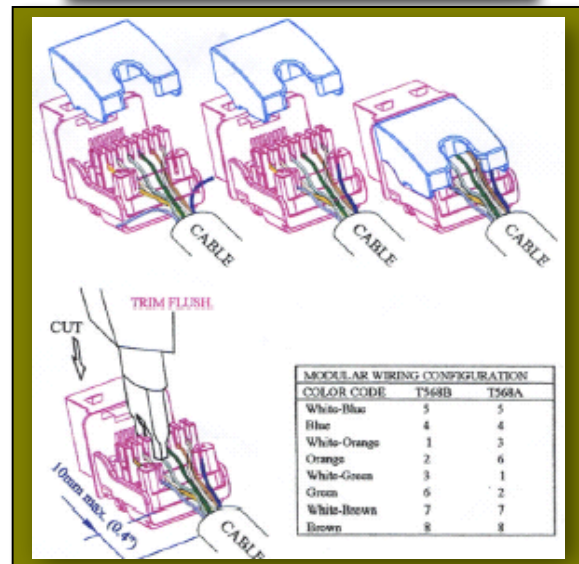 CABLE
CABLE
CABLE
TRIM FLUSH.
CUT
10mm max. (0.4")
CABLE
MODULAR WIRING CONFIGURATION
COLOR CODE T568B T568A
White-Blue 5 5
Blue 4 4
White-Orange 1 3
Orange 2 6
White-Green 3 1
Green 6 2
White-Brown 7 7
Brown 8 8